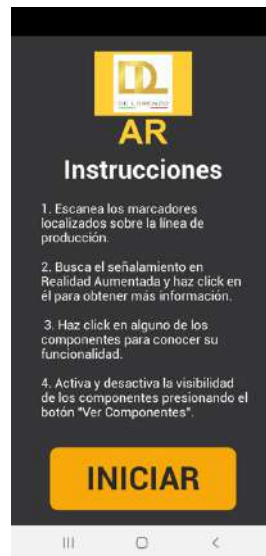 DL
DE LORENZO
AR
Instrucciones
1. Escanea los marcadores
localizados sobre la línea de
producción.
2. Busca el señalamiento en
Realidad Aumentada y haz click en
él para obtener más información.
3. Haz click en alguno de los
componentes para conocer su
funcionalidad.
4. Activa y desactiva la visibilidad
de los componentes presionando el
botón "Ver Componentes".
INICIAR